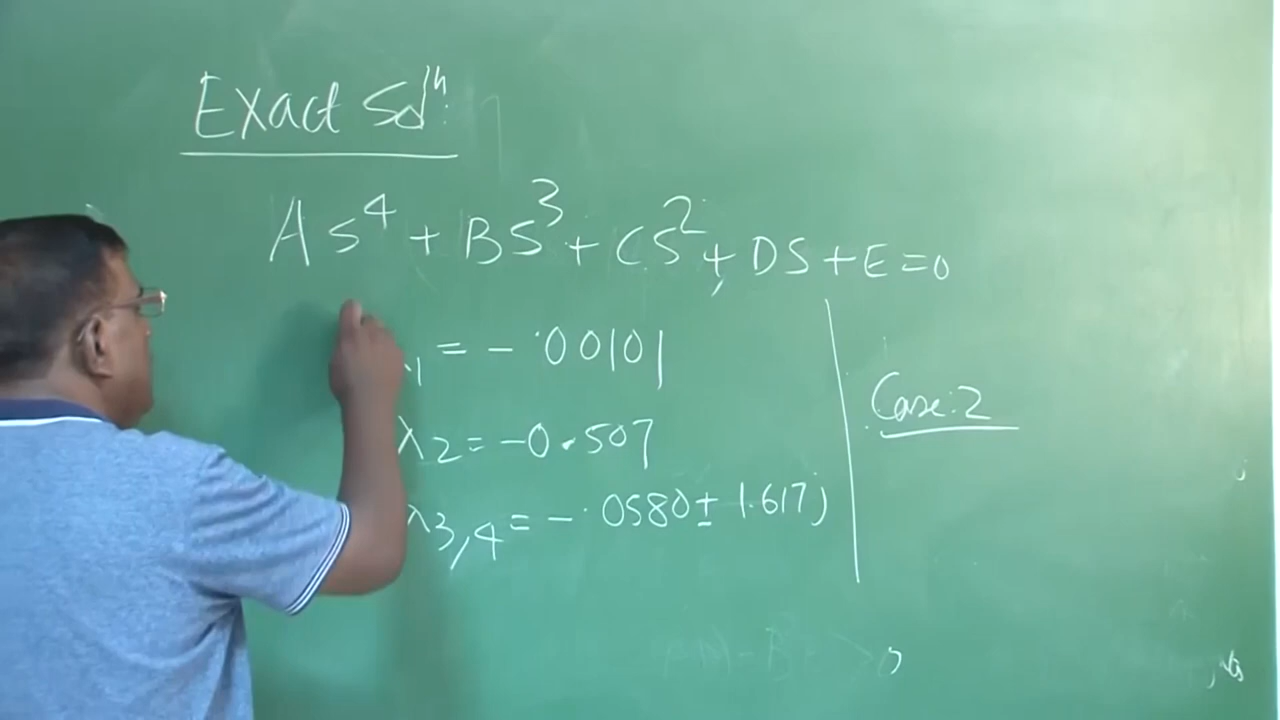 Exact Solⁿ.
As⁴ + Bs³ + Cs² + Ds + E = 0
λ1 = - .00101
Case: 2
λ2 = -0.507
λ3,4 = - .0580 ± 1.617j